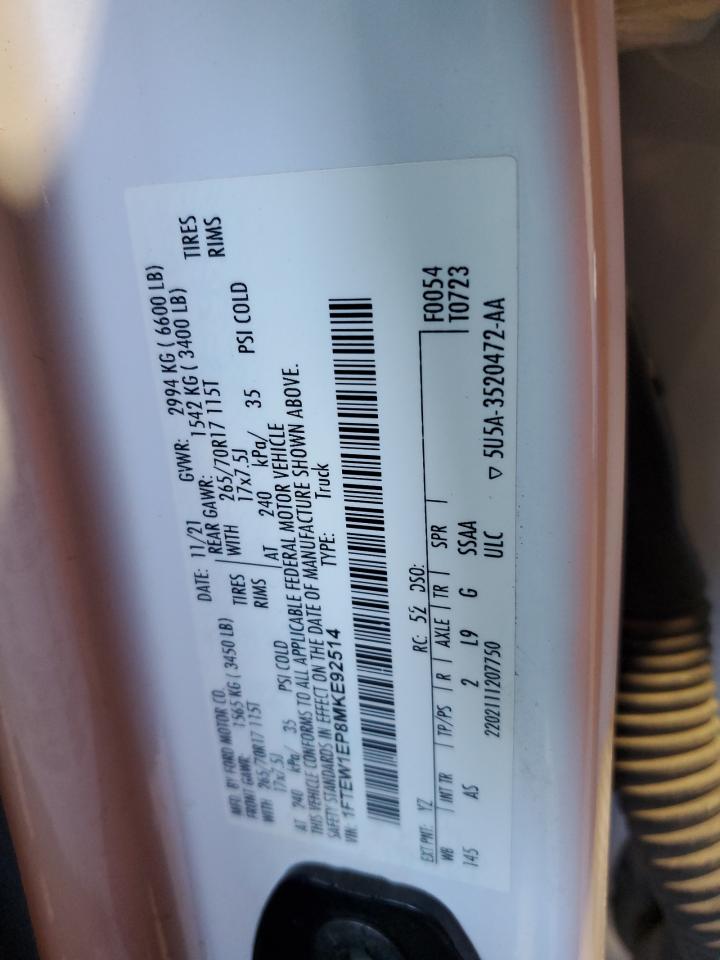 MFD. BY FORD MOTOR CO. DATE: 11/21 GVWR: 2994 KG ( 6600 LB)
FRONT GAWR: 1565 KG (3450 LB) REAR GAWR: 1542 KG ( 3400 LB)
WITH 265/70R17 115T TIRES WITH 265/70R17 115T TIRES
17x7.5J RIMS 17x7.5J RIMS
AT 240 kPa/ 35 PSI COLD AT 240 kPa/ 35 PSI COLD
THIS VEHICLE CONFORMS TO ALL APPLICABLE FEDERAL MOTOR VEHICLE
SAFETY STANDARDS IN EFFECT ON THE DATE OF MANUFACTURE SHOWN ABOVE.
VIN: 1FTEW1EP8MKE92514 TYPE: Truck
EXT PNT: YZ RC: 52 DSO: F0054
WB INT TR TP/PS R AXLE TR SPR T0723
145 AS 2 L9 G SSAA
2202111207750 ULC ▽ 5U5A-3520472-AA